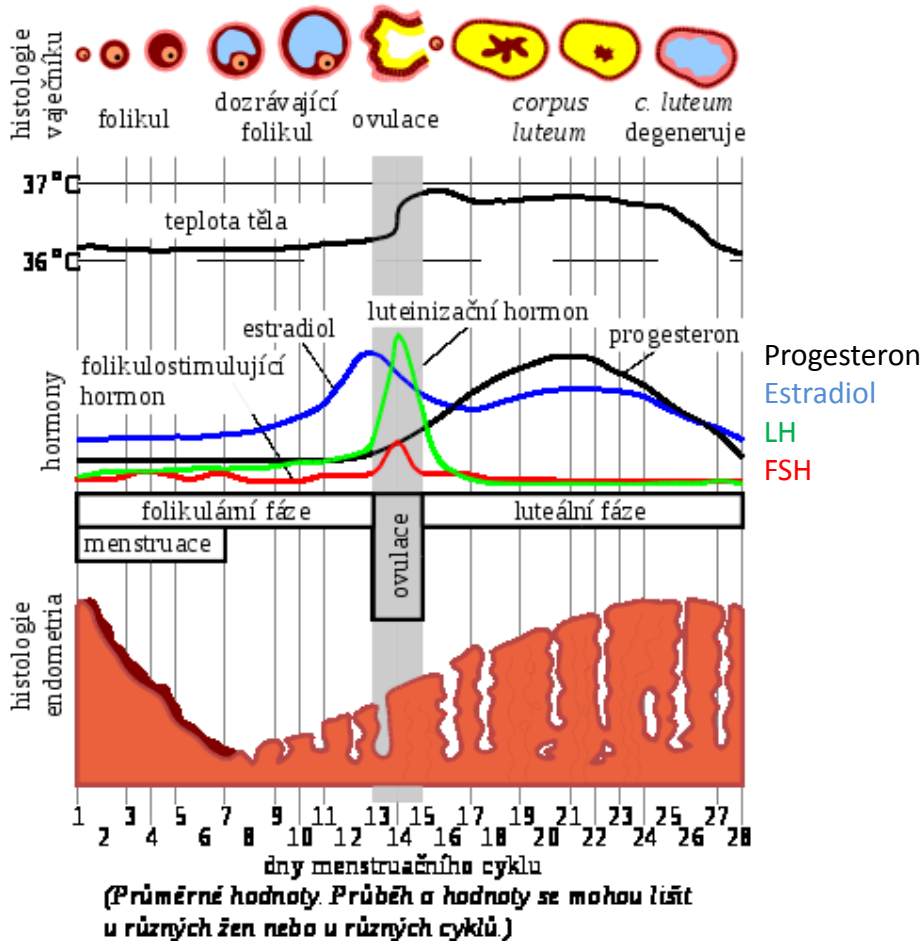 histologie
vaječníku
folikul
dozrávající
folikul
ovulace
corpus
luteum
c. luteum
degeneruje
37°C
teplota těla
36°C
hormony
folikulostimulující
hormon
estradiol
luteinizační hormon
progesteron
Progesteron
Estradiol
LH
FSH
folikulární fáze
luteální fáze
menstruace
ovulace
histologie
endometria
1 3 5 7 9 11 13 15 17 19 21 23 25 27
2 4 6 8 10 12 14 16 18 20 22 24 26 28
dny menstruačního cyklu
(Průměrné hodnoty. Průběh a hodnoty se mohou lišit
u různých žen nebo u různých cyklů.)